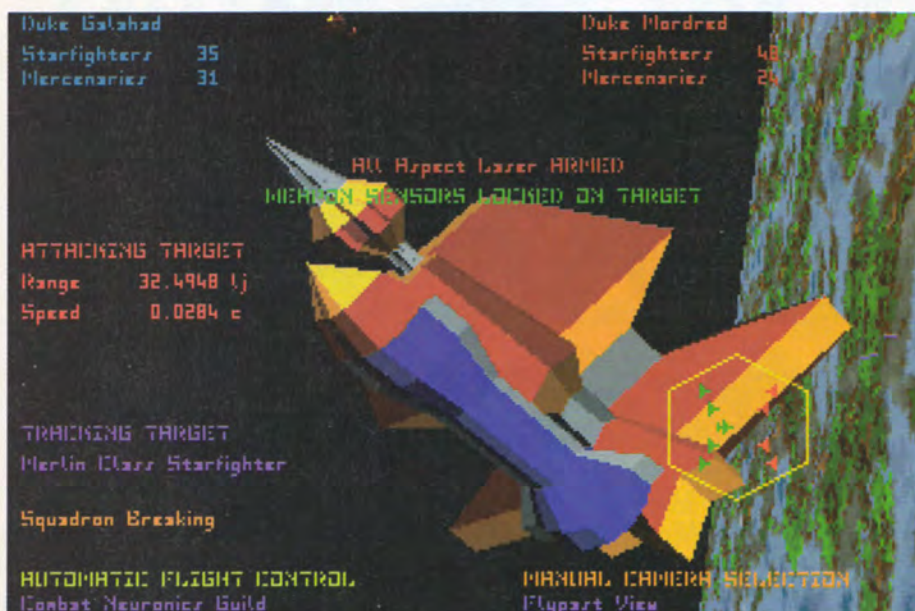 Duke Galahad
Starfighters 35
Mercenaries 31
Duke Mordred
Starfighters 48
Mercenaries 24
All Aspect Laser ARMED
WEAPON SENSORS LOCKED ON TARGET
ATTACKING TARGET
Range 32.4948 lj
Speed 0.0284 c
TRACKING TARGET
Merlin Class Starfighter
Squadron Breaking
AUTOMATIC FLIGHT CONTROL
Combat Neuronics Guild
MANUAL CAMERA SELECTION
Flypast View